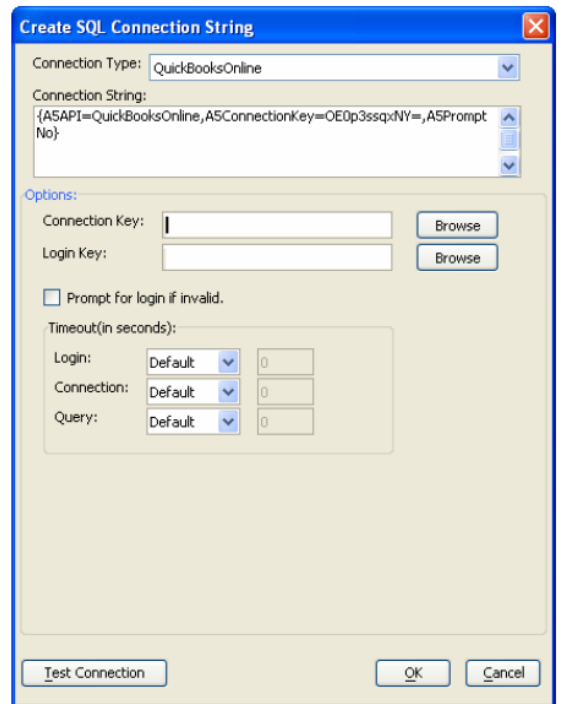 Create SQL Connection String
Connection Type: QuickBooksOnline
Connection String:
{A5API=QuickBooksOnline,A5ConnectionKey=OE0p3ssqxNY=,A5Prompt
No}
Options:
Connection Key: Browse
Login Key: Browse
Prompt for login if invalid.
Timeout(in seconds):
Login: Default 0
Connection: Default 0
Query: Default 0
Test Connection OK Cancel